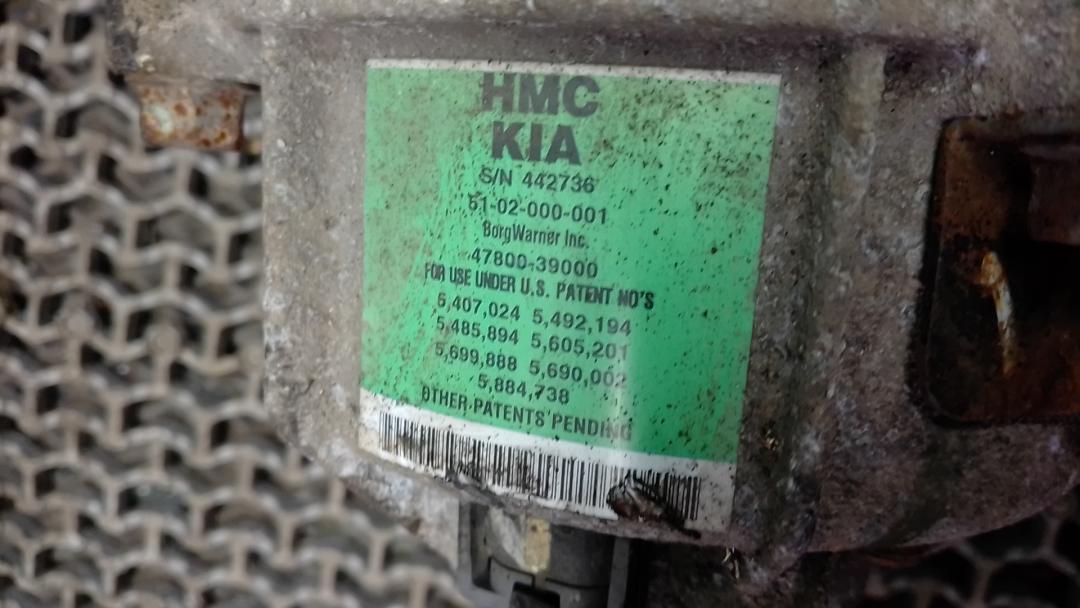 HMC
KIA
S/N 442736
61-02-000-001
BorgWarner Inc.
47800-39000
FOR USE UNDER U.S. PATENT NO'S
5,407,024 5,492,194
5,485,894 5,605,201
5,699,888 5,690,002
5,884,738
OTHER PATENTS PENDING